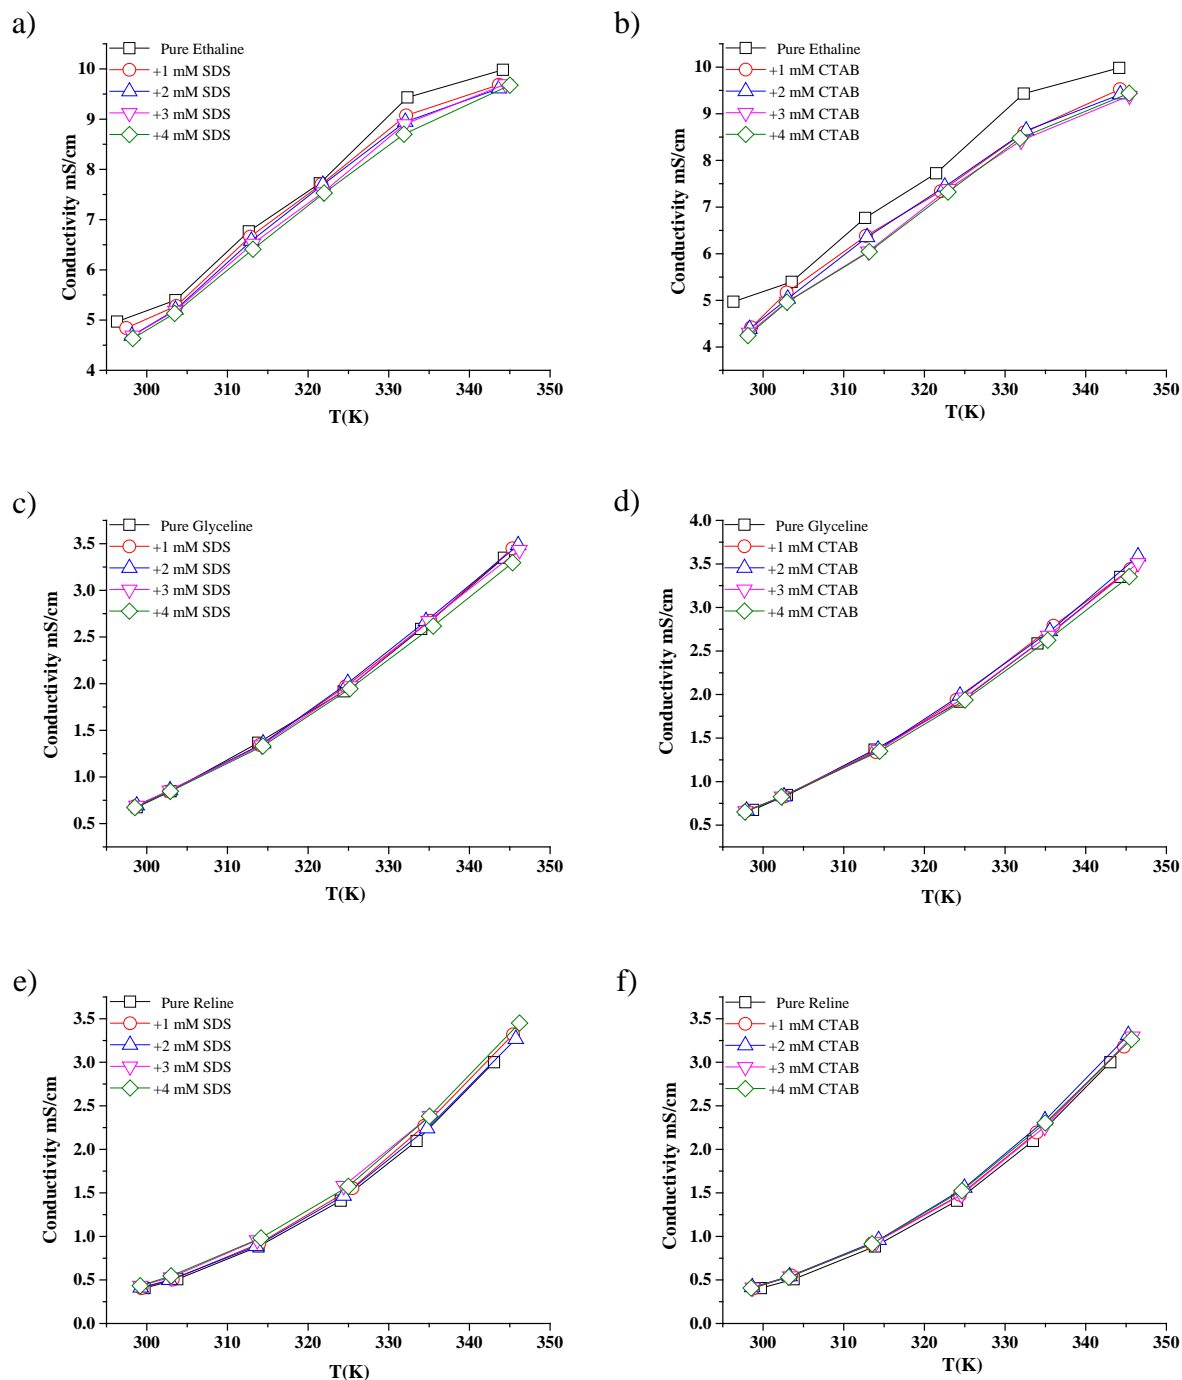 a)
Pure Ethaline
+1 mM SDS
+2 mM SDS
+3 mM SDS
+4 mM SDS
Conductivity mS/cm
10
9
8
7
6
5
4
300 310 320 330 340 350
T(K)
b)
Pure Ethaline
+1 mM CTAB
+2 mM CTAB
+3 mM CTAB
+4 mM CTAB
Conductivity mS/cm
10
9
8
7
6
5
4
300 310 320 330 340 350
T(K)
c)
Pure Glyceline
+1 mM SDS
+2 mM SDS
+3 mM SDS
+4 mM SDS
Conductivity mS/cm
3.5
3.0
2.5
2.0
1.5
1.0
0.5
300 310 320 330 340 350
T(K)
d)
Pure Glyceline
+1 mM CTAB
+2 mM CTAB
+3 mM CTAB
+4 mM CTAB
Conductivity mS/cm
4.0
3.5
3.0
2.5
2.0
1.5
1.0
0.5
300 310 320 330 340 350
T(K)
e)
Pure Reline
+1 mM SDS
+2 mM SDS
+3 mM SDS
+4 mM SDS
Conductivity mS/cm
3.5
3.0
2.5
2.0
1.5
1.0
0.5
0.0
300 310 320 330 340 350
T(K)
f)
Pure Reline
+1 mM CTAB
+2 mM CTAB
+3 mM CTAB
+4 mM CTAB
Conductivity mS/cm
3.5
3.0
2.5
2.0
1.5
1.0
0.5
0.0
300 310 320 330 340 350
T(K)